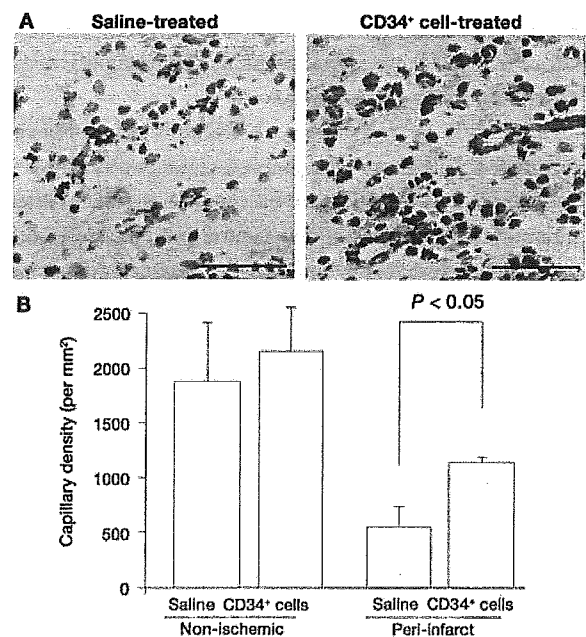 A
Saline-treated
CD34⁺ cell-treated
B
P < 0.05
Capillary density (per mm²)
2500
2000
1500
1000
500
0
Saline CD34⁺ cells Saline CD34⁺ cells
Non-ischemic Peri-infarct